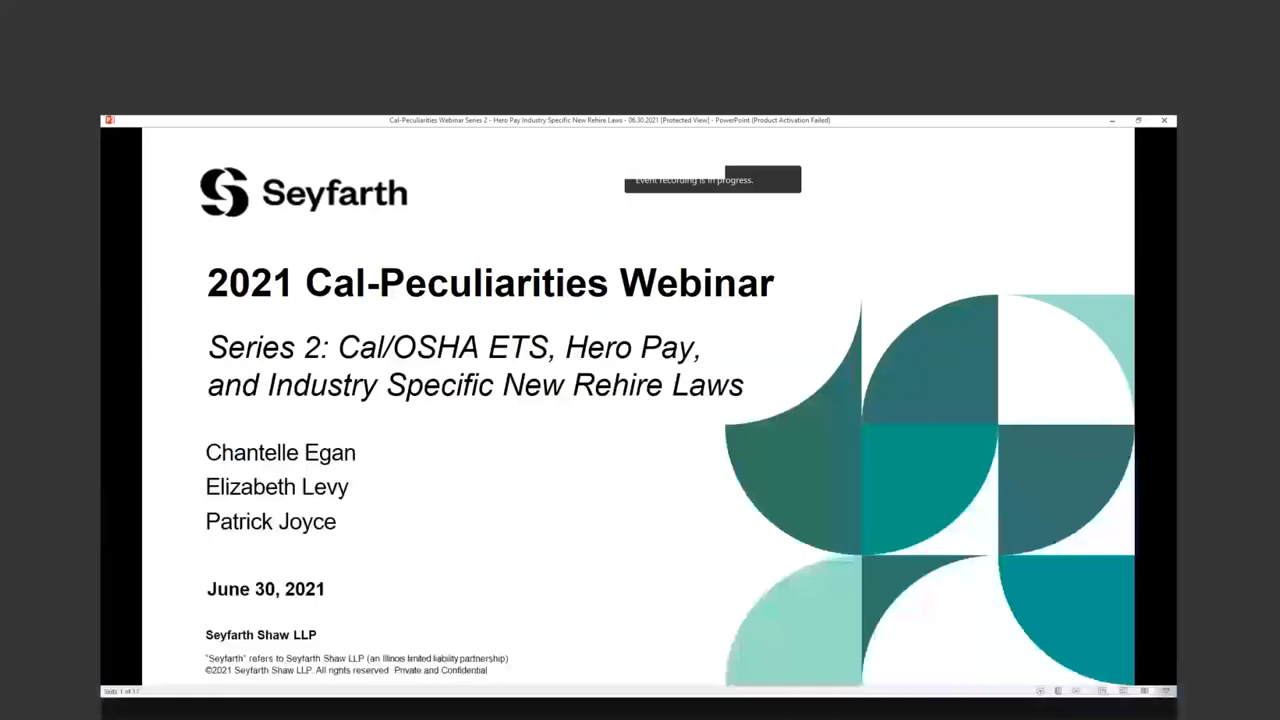 Cal-Peculiarities Webinar Series 2 - Hero Pay Industry Specific New Rehire Laws - 06.30.2021 [Protected View] - PowerPoint (Product Activation Failed)
Seyfarth
Event recording is in progress.
2021 Cal-Peculiarities Webinar
Series 2: Cal/OSHA ETS, Hero Pay,
and Industry Specific New Rehire Laws
Chantelle Egan
Elizabeth Levy
Patrick Joyce
June 30, 2021
Seyfarth Shaw LLP
"Seyfarth" refers to Seyfarth Shaw LLP (an Illinois limited liability partnership)
©2021 Seyfarth Shaw LLP. All rights reserved Private and Confidential